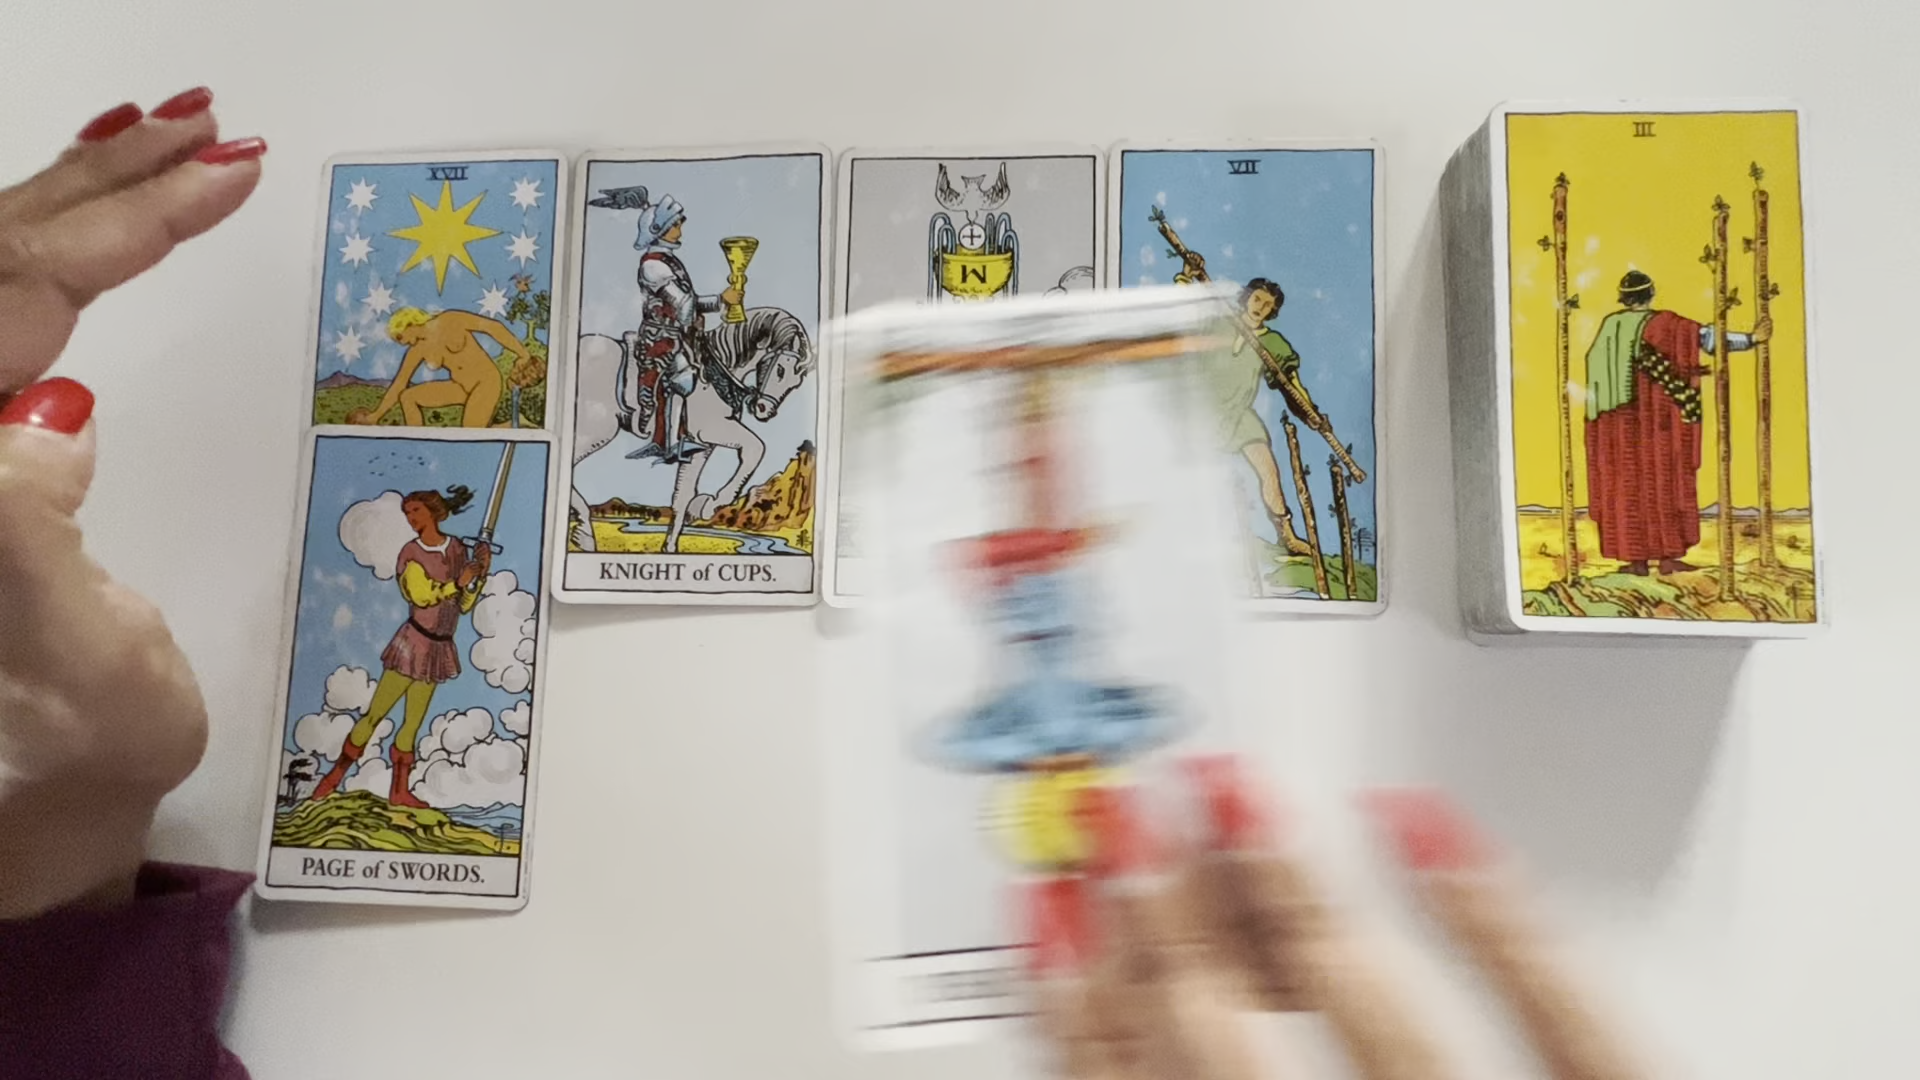 XVII
VII
III
M
KNIGHT of CUPS.
PAGE of SWORDS.